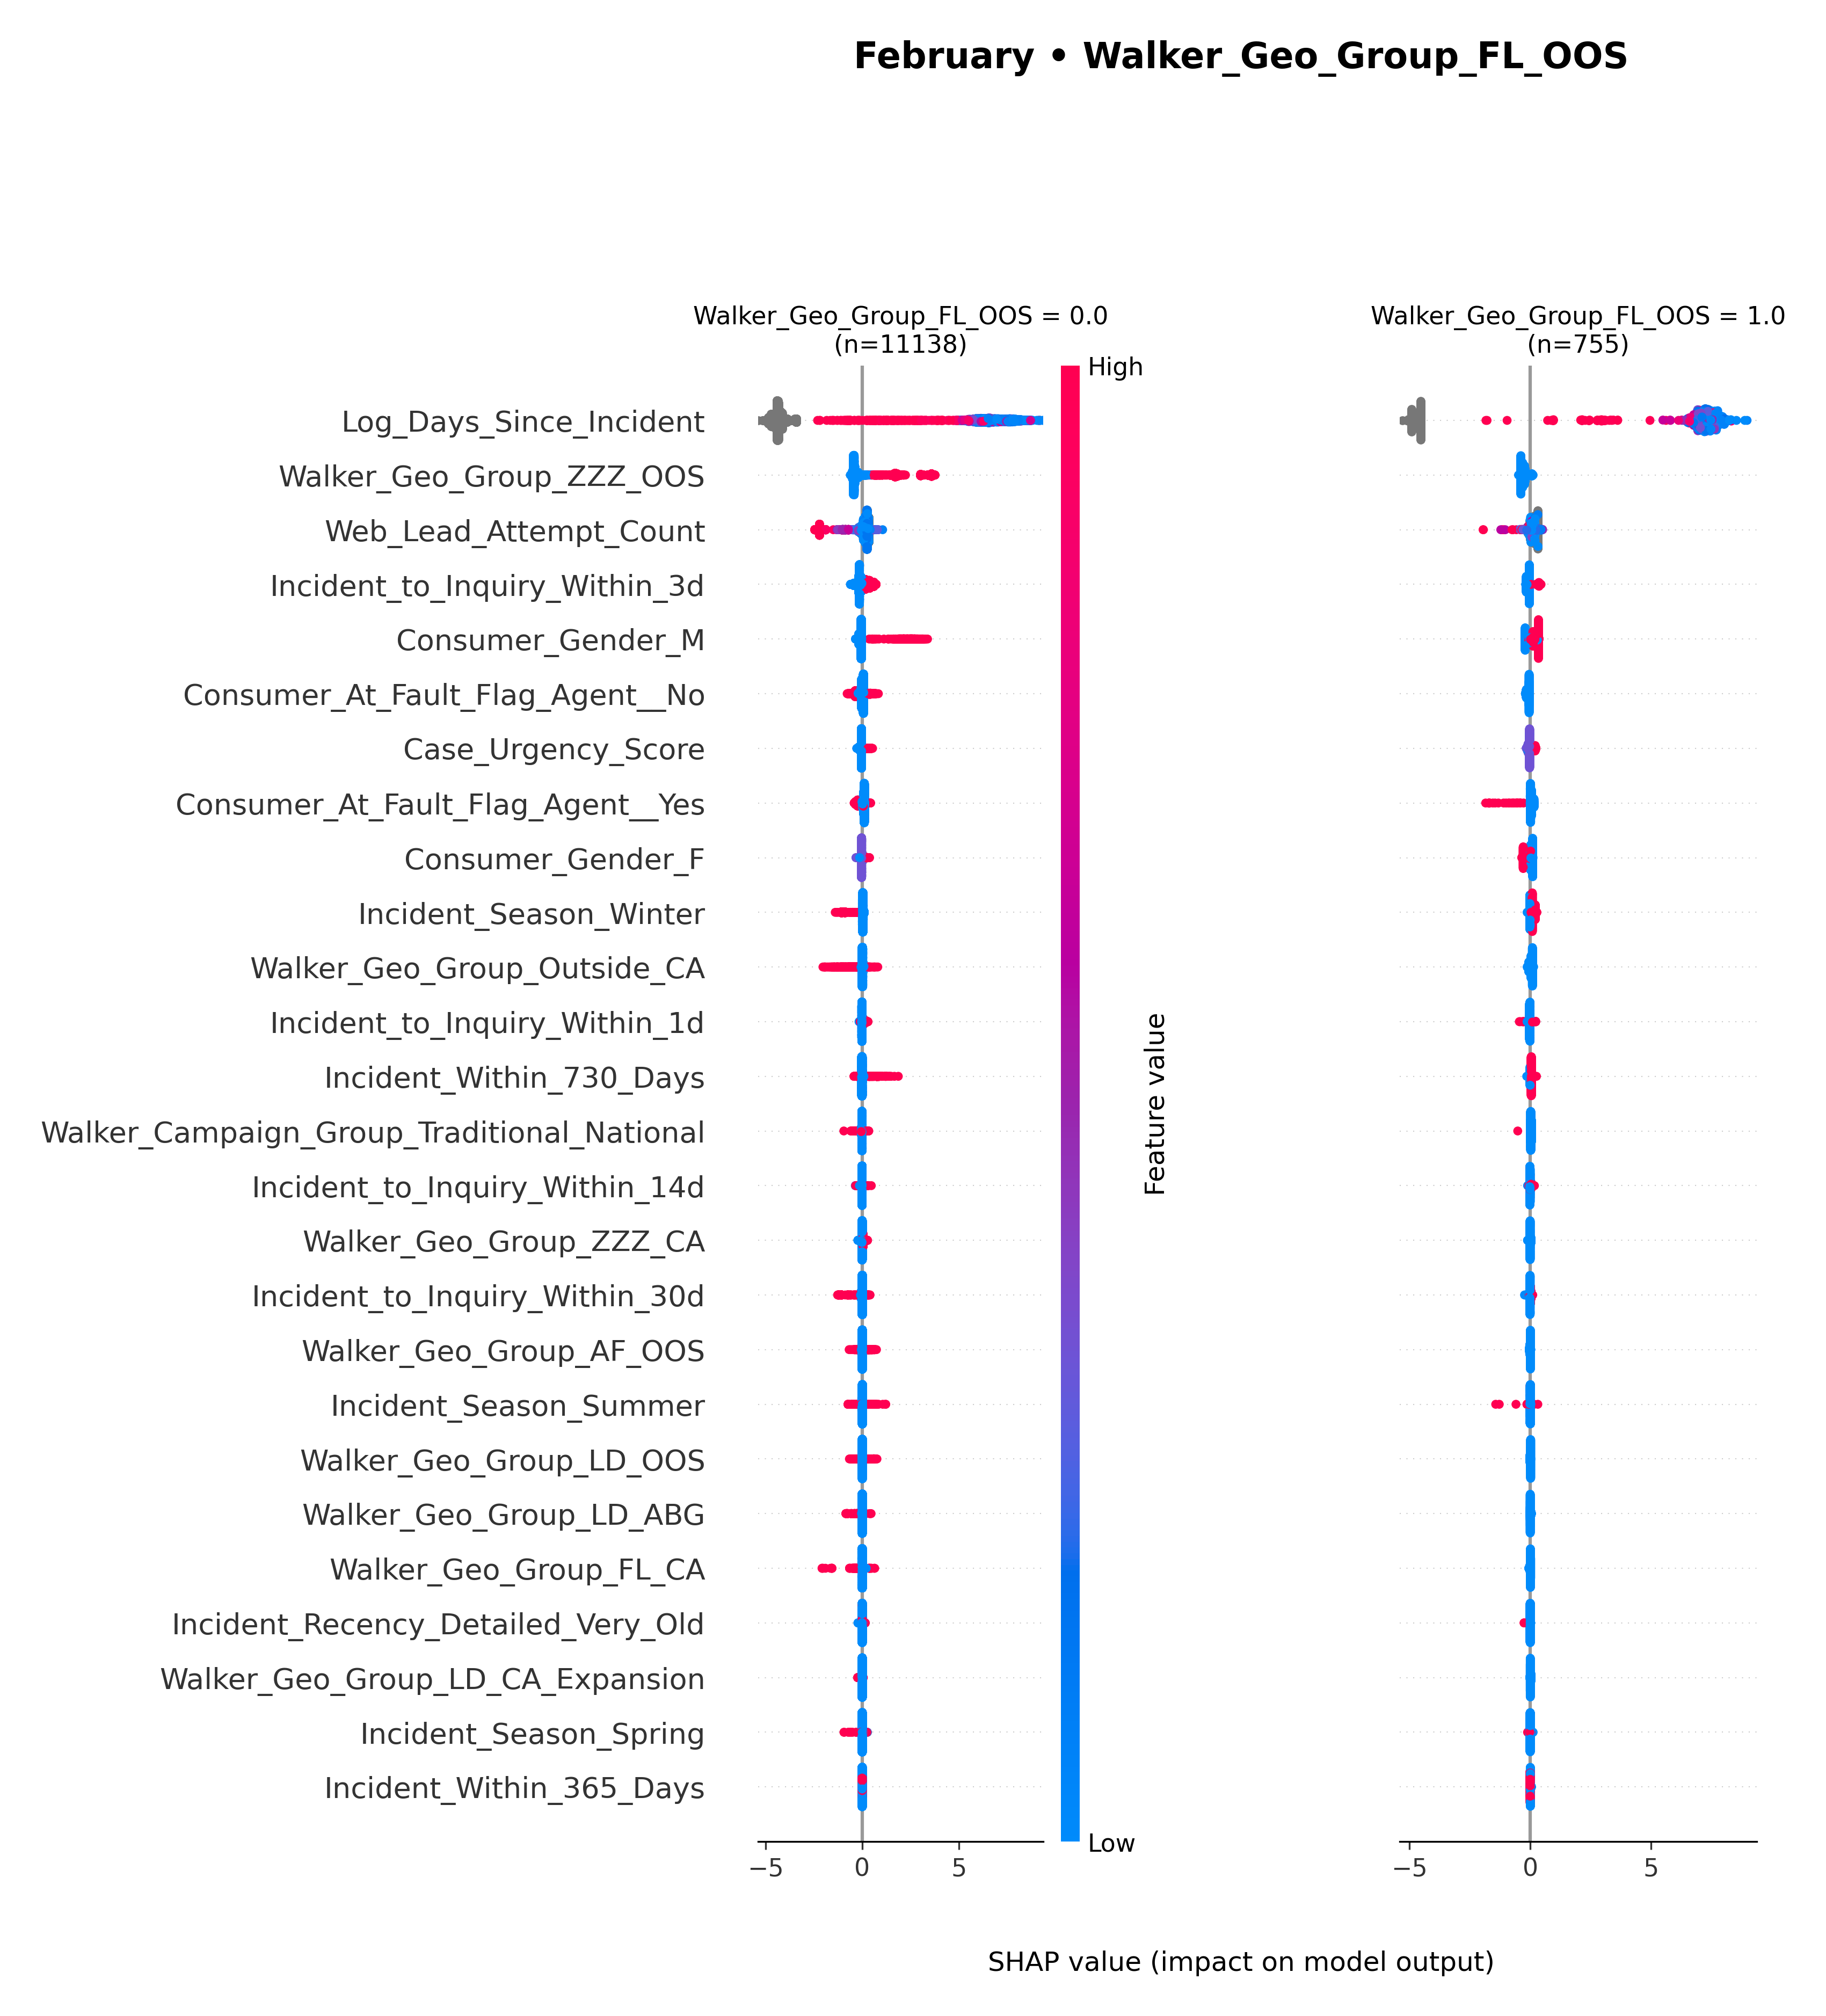 February • Walker_Geo_Group_FL_OOS
Walker_Geo_Group_FL_OOS = 0.0
(n=11138)
Walker_Geo_Group_FL_OOS = 1.0
(n=755)
High
Log_Days_Since_Incident
Walker_Geo_Group_ZZZ_OOS
Web_Lead_Attempt_Count
Incident_to_Inquiry_Within_3d
Consumer_Gender_M
Consumer_At_Fault_Flag_Agent__No
Case_Urgency_Score
Consumer_At_Fault_Flag_Agent__Yes
Consumer_Gender_F
Incident_Season_Winter
Walker_Geo_Group_Outside_CA
Incident_to_Inquiry_Within_1d
Incident_Within_730_Days
Walker_Campaign_Group_Traditional_National
Incident_to_Inquiry_Within_14d
Walker_Geo_Group_ZZZ_CA
Incident_to_Inquiry_Within_30d
Walker_Geo_Group_AF_OOS
Incident_Season_Summer
Walker_Geo_Group_LD_OOS
Walker_Geo_Group_LD_ABG
Walker_Geo_Group_FL_CA
Incident_Recency_Detailed_Very_Old
Walker_Geo_Group_LD_CA_Expansion
Incident_Season_Spring
Incident_Within_365_Days
Feature value
Low
−5 0 5
−5 0 5
SHAP value (impact on model output)